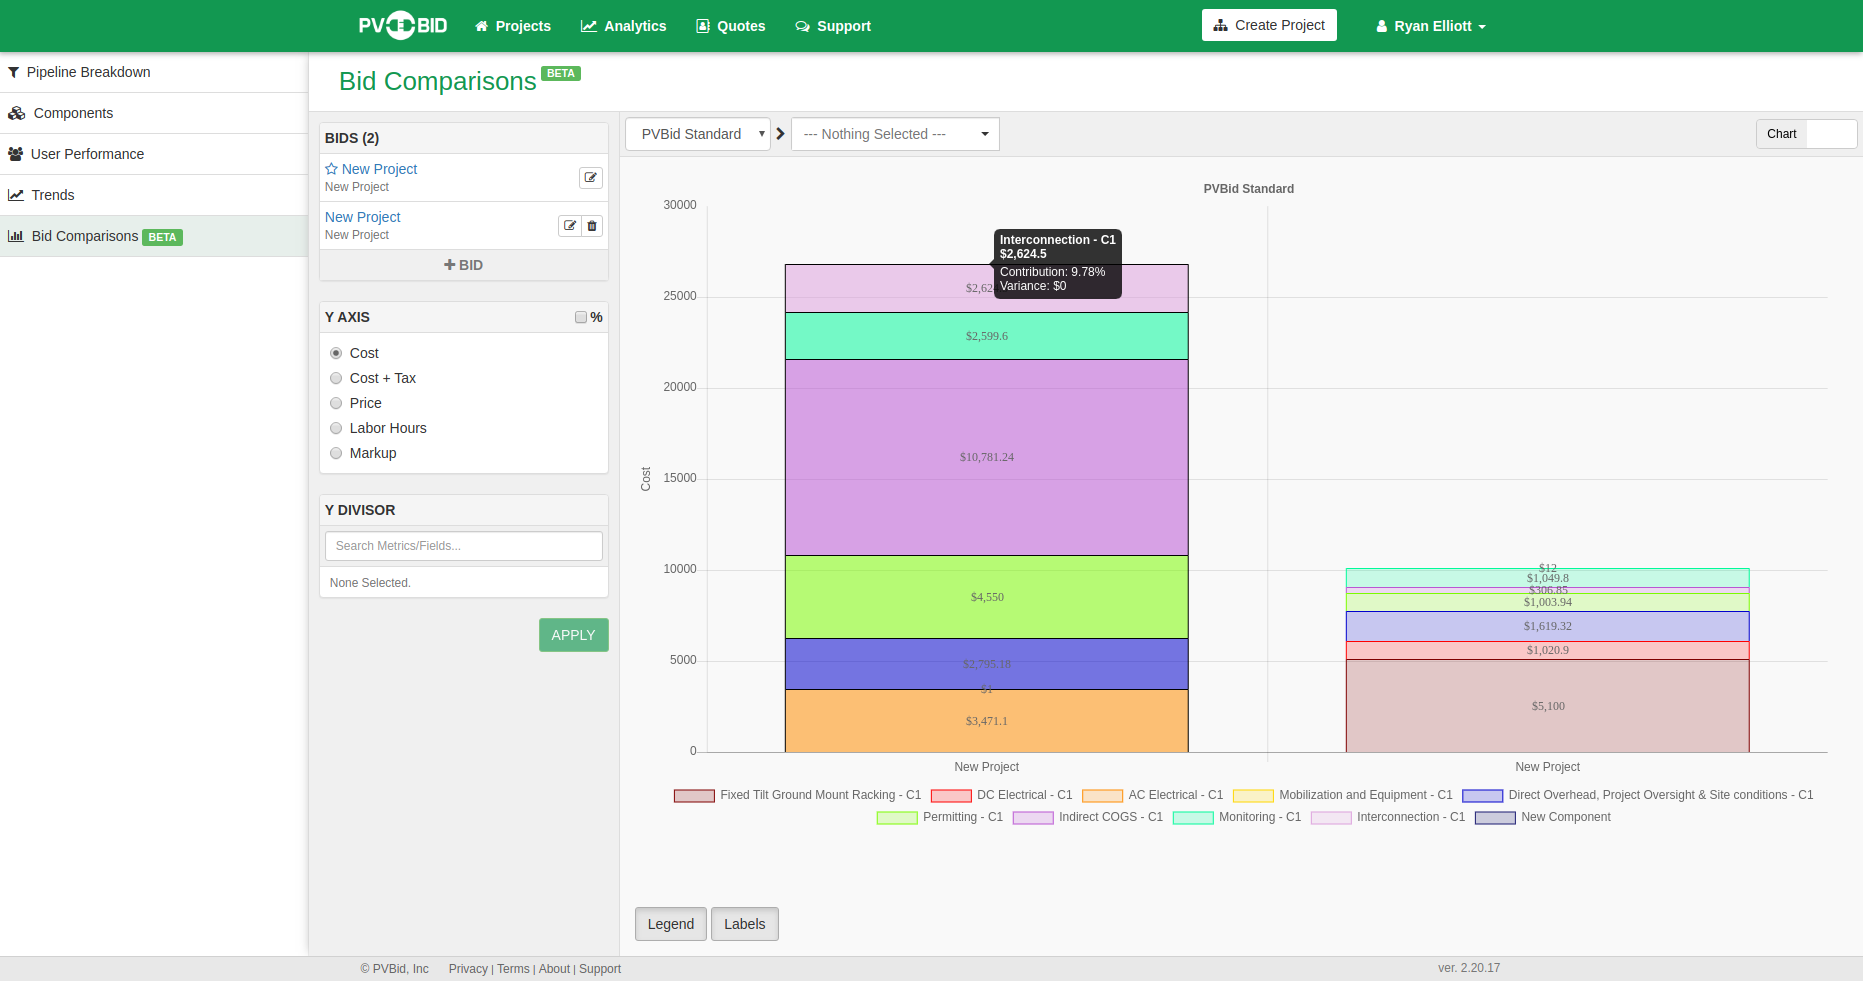 PV BID Projects Analytics Quotes Support Create Project Ryan Elliott
Pipeline Breakdown
Components
User Performance
Trends
Bid Comparisons BETA
Bid Comparisons BETA
BIDS (2)
New Project
New Project
New Project
New Project
BID
Y AXIS %
Cost
Cost + Tax
Price
Labor Hours
Markup
Y DIVISOR
Search Metrics/Fields...
None Selected.
APPLY
PVBid Standard --- Nothing Selected --- Chart
PVBid Standard
30000
25000
20000
15000
10000
5000
0
Cost
Interconnection - C1
$2,624.5
Contribution: 9.78%
Variance: $0
$2,599.6
$10,781.24
$4,550
$2,795.18
$1
$3,471.1
$12
$1,049.8
$306.85
$1,003.94
$1,619.32
$1,020.9
$5,100
New Project New Project
Fixed Tilt Ground Mount Racking - C1 DC Electrical - C1 AC Electrical - C1 Mobilization and Equipment - C1 Direct Overhead, Project Oversight & Site conditions - C1
Permitting - C1 Indirect COGS - C1 Monitoring - C1 Interconnection - C1 New Component
Legend Labels
© PVBid, Inc Privacy | Terms | About | Support ver. 2.20.17